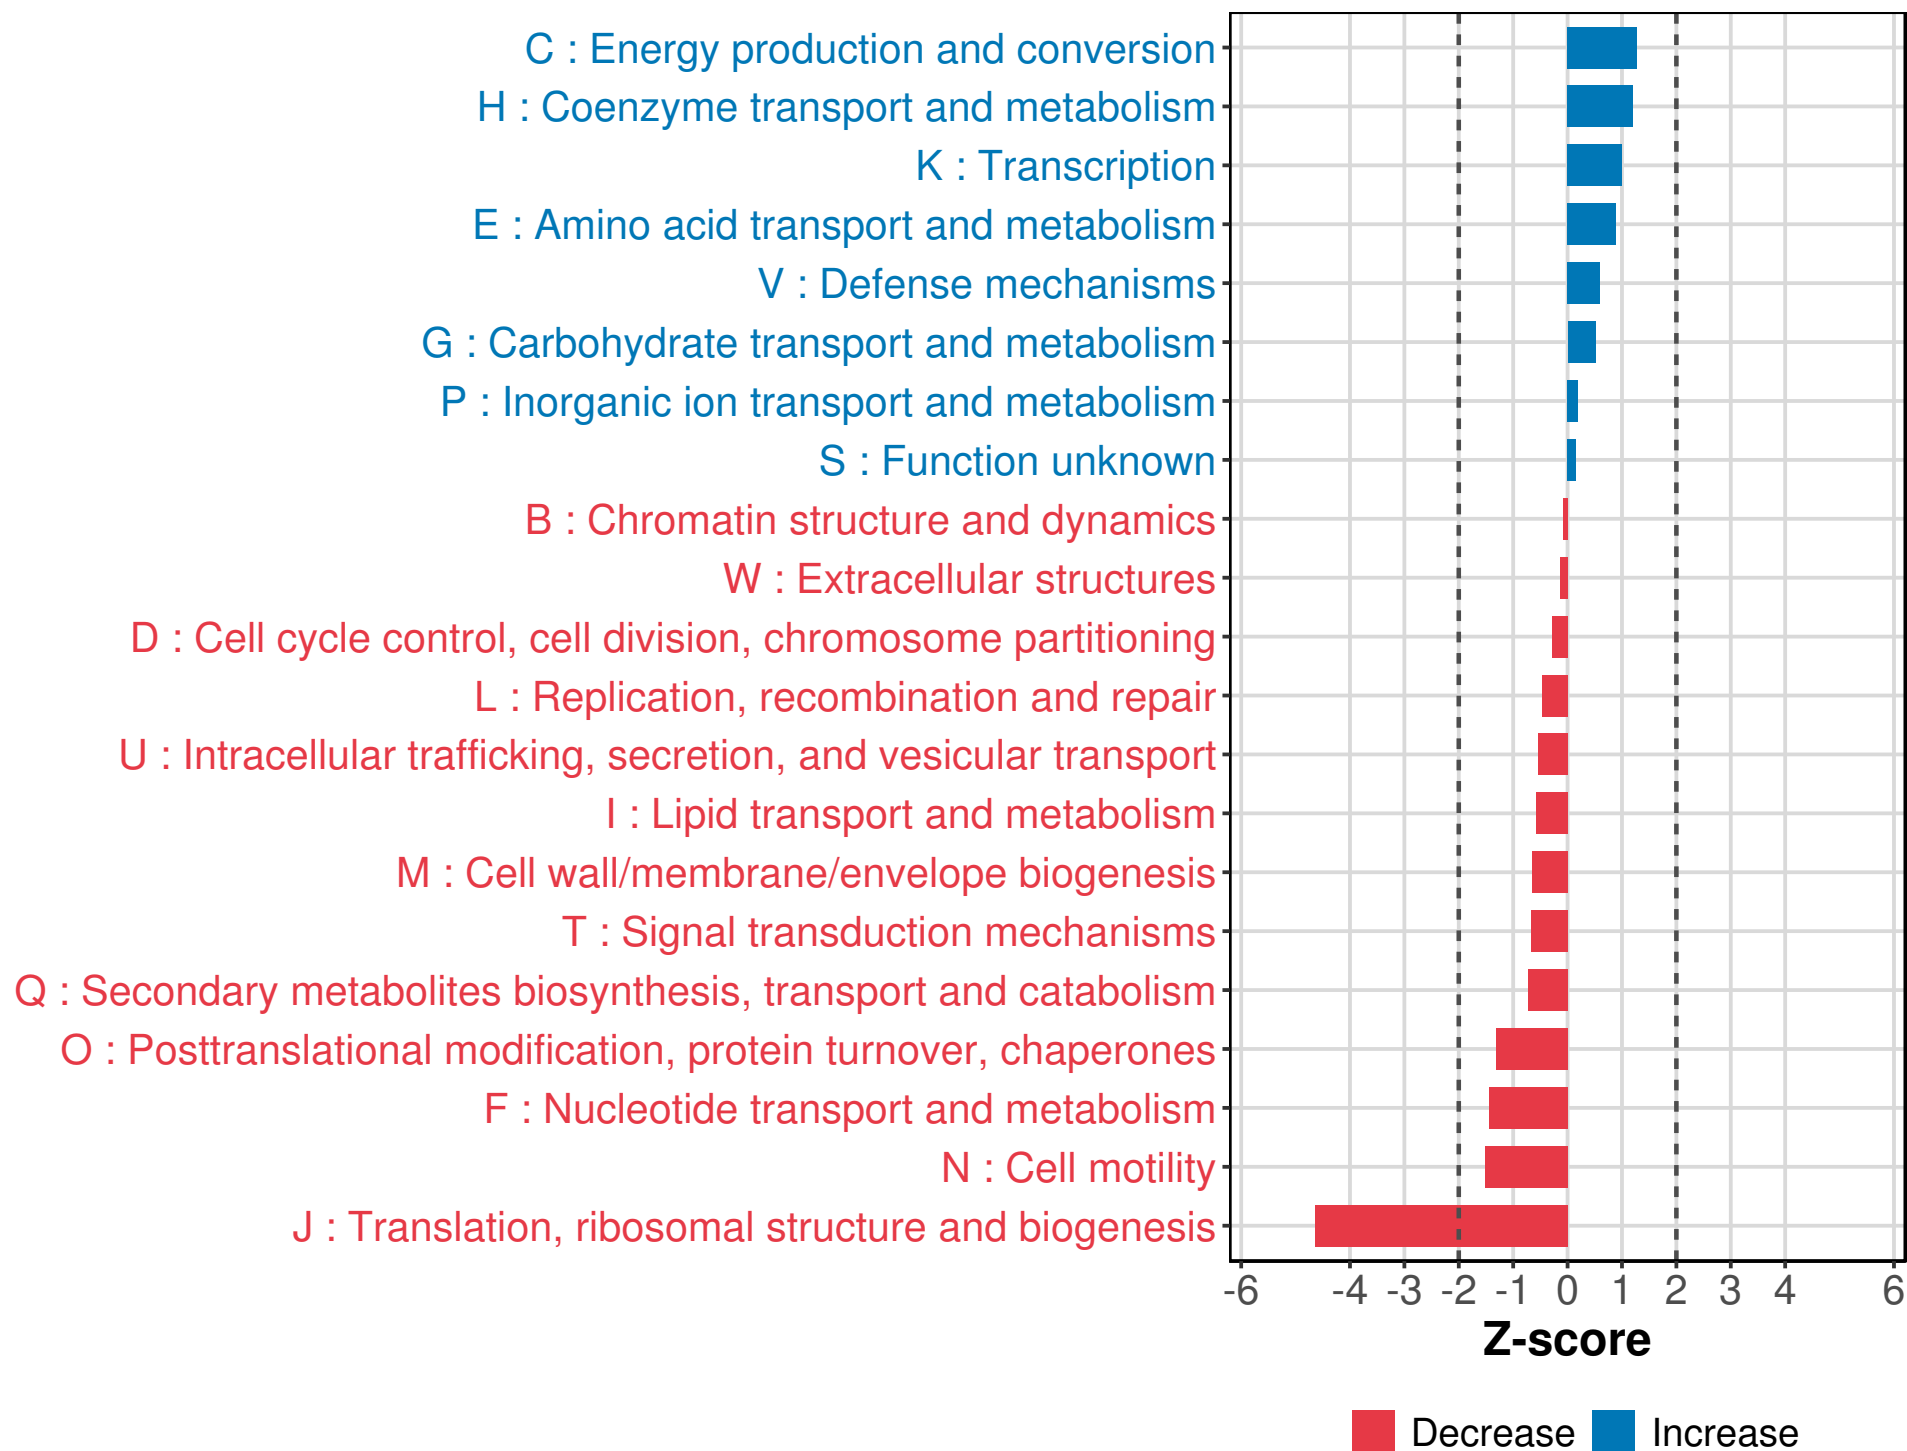 C : Energy production and conversion
H : Coenzyme transport and metabolism
K : Transcription
E : Amino acid transport and metabolism
V : Defense mechanisms
G : Carbohydrate transport and metabolism
P : Inorganic ion transport and metabolism
S : Function unknown
B : Chromatin structure and dynamics
W : Extracellular structures
D : Cell cycle control, cell division, chromosome partitioning
L : Replication, recombination and repair
U : Intracellular trafficking, secretion, and vesicular transport
I : Lipid transport and metabolism
M : Cell wall/membrane/envelope biogenesis
T : Signal transduction mechanisms
Q : Secondary metabolites biosynthesis, transport and catabolism
O : Posttranslational modification, protein turnover, chaperones
F : Nucleotide transport and metabolism
N : Cell motility
J : Translation, ribosomal structure and biogenesis
-6 -4 -3 -2 -1 0 1 2 3 4 6
Z-score
Decrease Increase